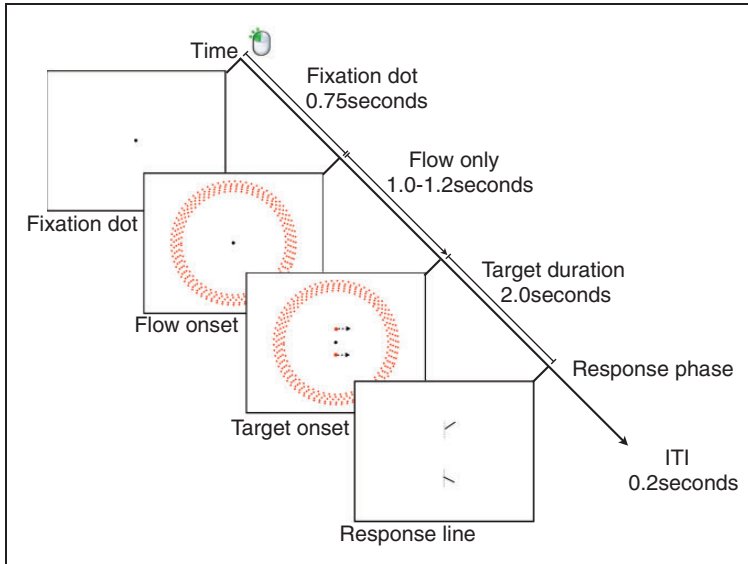 Time
Fixation dot
0.75seconds
Flow only
1.0-1.2seconds
Fixation dot
Target duration
2.0seconds
Flow onset
Response phase
Target onset
ITI
0.2seconds
Response line